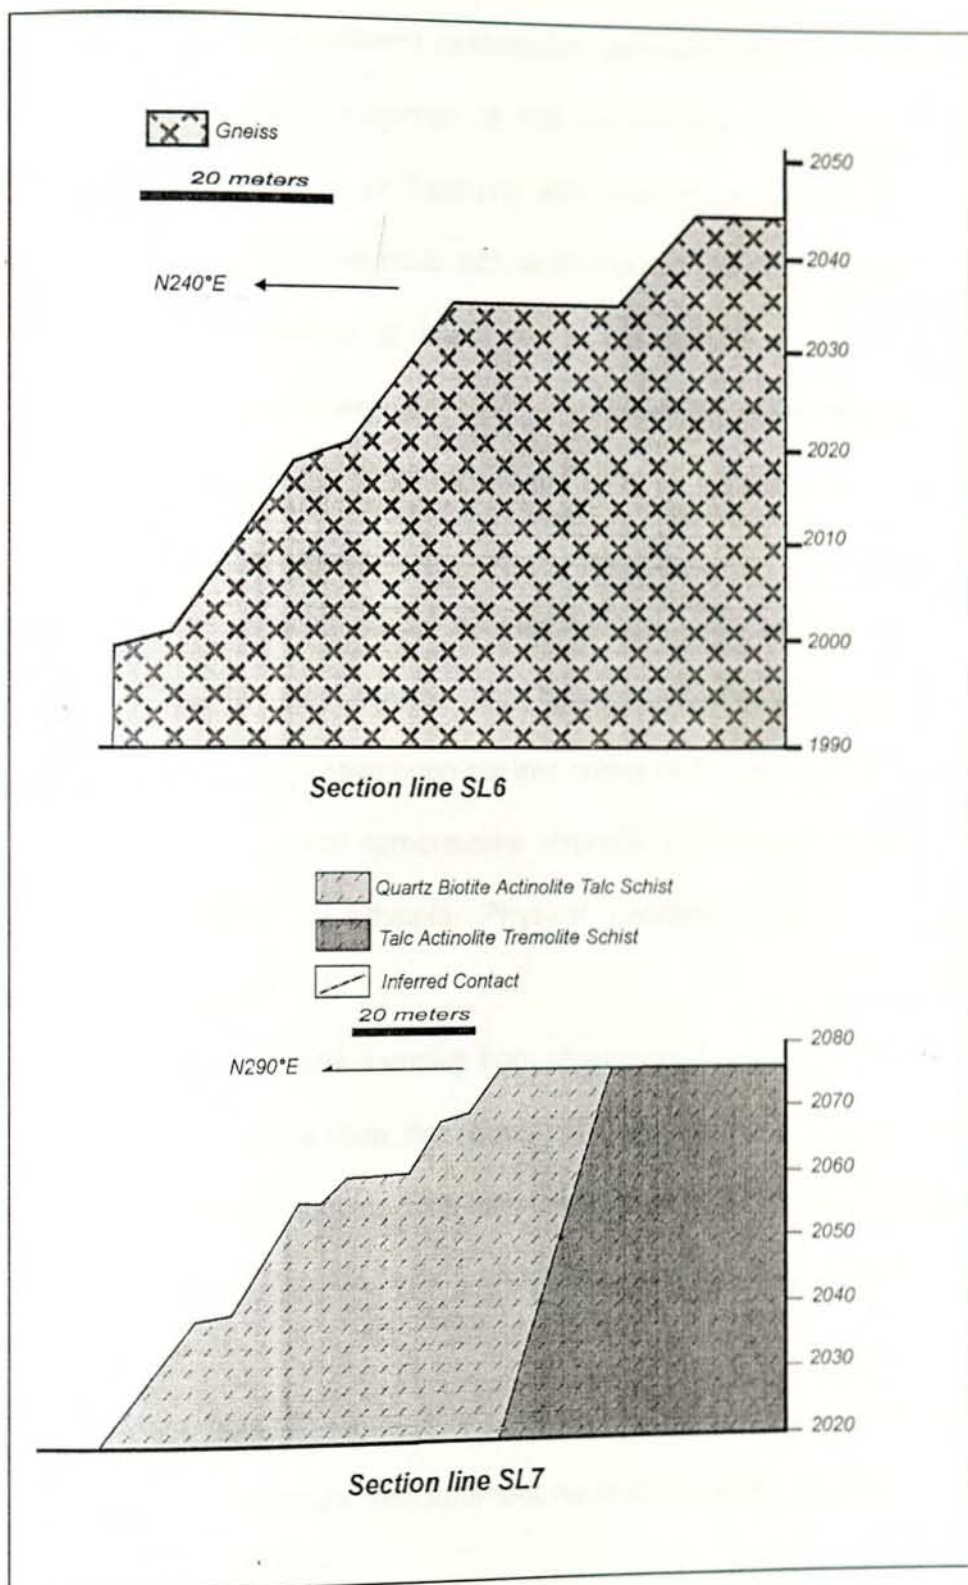 Gneiss
20 meters
N240°E
2050
2040
2030
2020
2010
2000
1990
Section line SL6
Quartz Biotite Actinolite Talc Schist
Talc Actinolite Tremolite Schist
Inferred Contact
20 meters
N290°E
2080
2070
2060
2050
2040
2030
2020
Section line SL7